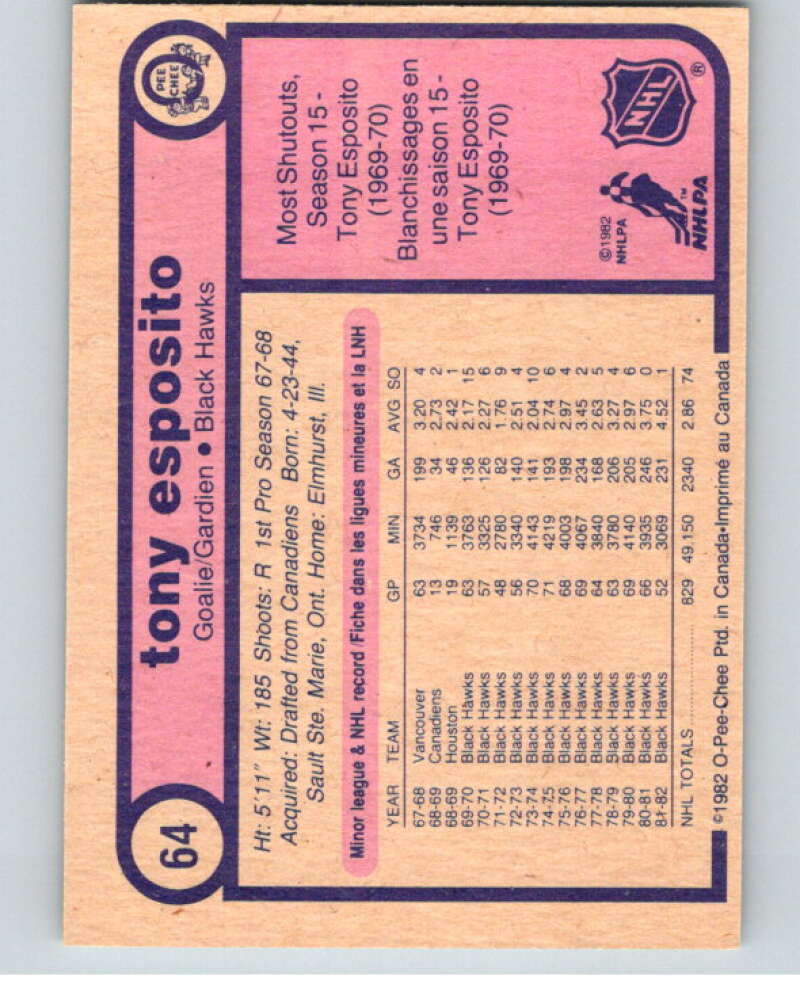 64
tony esposito
Goalie/Gardien • Black Hawks
O PEE CHEE
Ht: 5'11" Wt: 185 Shoots: R 1st Pro Season 67-68
Acquired: Drafted from Canadiens Born: 4-23-44,
Sault Ste. Marie, Ont. Home: Elmhurst, Ill.
Minor league & NHL record/Fiche dans les ligues mineures et la LNH
YEAR TEAM GP MIN GA AVG SO
67-68 Vancouver 63 3734 199 3.20 4
68-69 Canadiens 13 746 34 2.73 2
68-69 Houston 19 1139 46 2.42 1
69-70 Black Hawks 63 3763 136 2.17 15
70-71 Black Hawks 57 3325 126 2.27 6
71-72 Black Hawks 48 2780 82 1.76 9
72-73 Black Hawks 56 3340 140 2.51 4
73-74 Black Hawks 70 4143 141 2.04 10
74-75 Black Hawks 71 4219 193 2.74 6
75-76 Black Hawks 68 4003 198 2.97 4
76-77 Black Hawks 69 4067 234 3.45 2
77-78 Black Hawks 64 3840 168 2.63 5
78-79 Black Hawks 63 3780 206 3.27 4
79-80 Black Hawks 69 4140 205 2.97 6
80-81 Black Hawks 66 3935 246 3.75 0
81-82 Black Hawks 52 3069 231 4.52 1
NHL TOTALS .......... 829 49.150 2340 2.86 74
©1982 O-Pee-Chee Ptd. in Canada•Imprimé au Canada
Most Shutouts,
Season 15 -
Tony Esposito
(1969-70)
Blanchissages en
une saison 15 -
Tony Esposito
(1969-70)
©1982
NHLPA
™
NHLPA
NHL ®